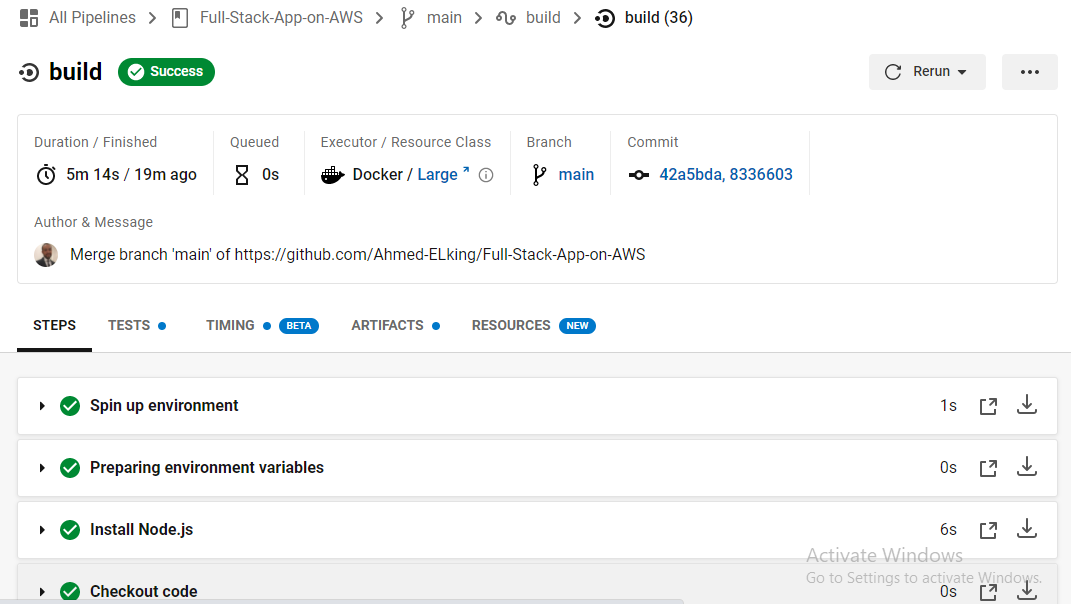 All Pipelines Full-Stack-App-on-AWS main build build (36)
build Success Rerun
Duration / Finished Queued Executor / Resource Class Branch Commit
5m 14s / 19m ago 0s Docker / Large main 42a5bda, 8336603
Author & Message
Merge branch 'main' of https://github.com/Ahmed-ELking/Full-Stack-App-on-AWS
STEPS TESTS TIMING BETA ARTIFACTS RESOURCES NEW
Spin up environment 1s
Preparing environment variables 0s
Install Node.js 6s
Activate Windows
Go to Settings to activate Windows.
Checkout code 0s